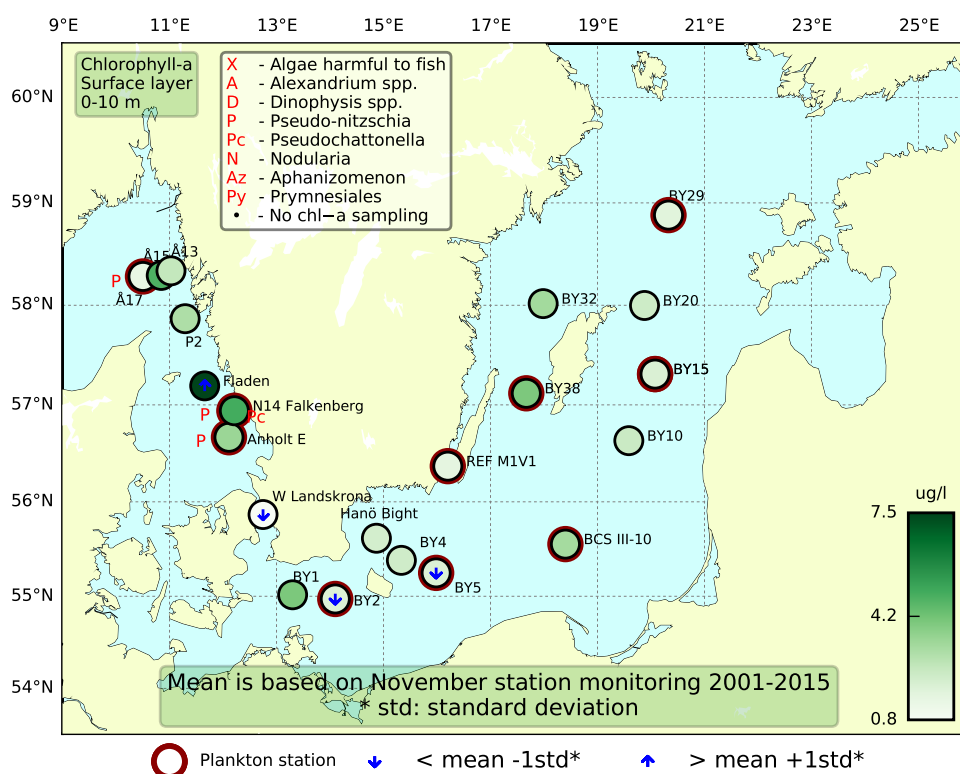 9°E 11°E 13°E 15°E 17°E 19°E 21°E 23°E 25°E
60°N
59°N
58°N
57°N
56°N
55°N
54°N
Chlorophyll-a
Surface layer
0-10 m
X - Algae harmful to fish
A - Alexandrium spp.
D - Dinophysis spp.
P - Pseudo-nitzschia
Pc - Pseudochattonella
N - Nodularia
Az - Aphanizomenon
Py - Prymnesiales
• - No chl−a sampling
BY29
Å15
Å13
P
Å17
P2
BY32
BY20
BY15
Fladen
BY38
P
N14 Falkenberg
Pc
P
Anholt E
BY10
REF M1V1
W Landskrona
Hanö Bight
BCS III-10
BY4
BY5
BY1
BY2
ug/l
7.5
4.2
0.8
Mean is based on November station monitoring 2001-2015
* std: standard deviation
Plankton station
< mean -1std*
> mean +1std*